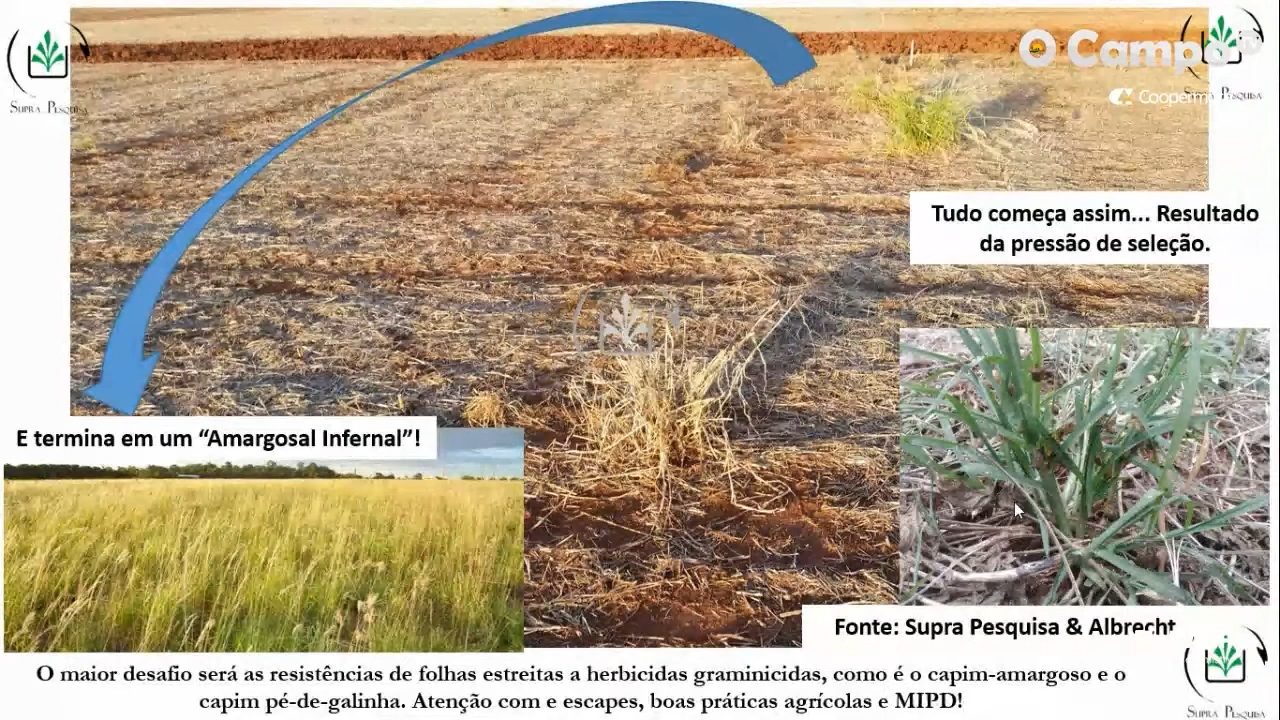 SUPRA PESQUISA
O Campo
Cooperm
SUPRA PESQUISA
Tudo começa assim... Resultado
da pressão de seleção.
E termina em um “Amargosal Infernal”!
Fonte: Supra Pesquisa & Albrecht
O maior desafio será as resistências de folhas estreitas a herbicidas graminicidas, como é o capim-amargoso e o
capim pé-de-galinha. Atenção com e escapes, boas práticas agrícolas e MIPD!
SUPRA PESQUISA